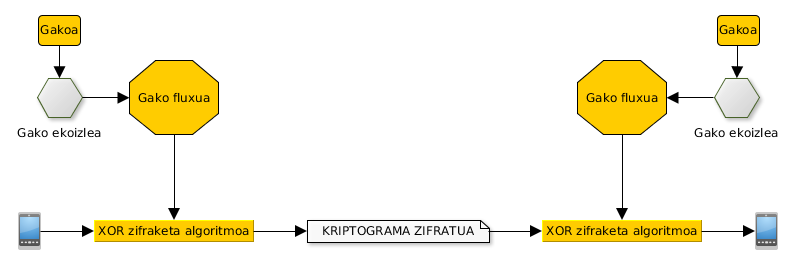 Gakoa
Gakoa
Gako fluxua
Gako fluxua
Gako ekoizlea
Gako ekoizlea
XOR zifraketa algoritmoa
KRIPTOGRAMA ZIFRATUA
XOR zifraketa algoritmoa